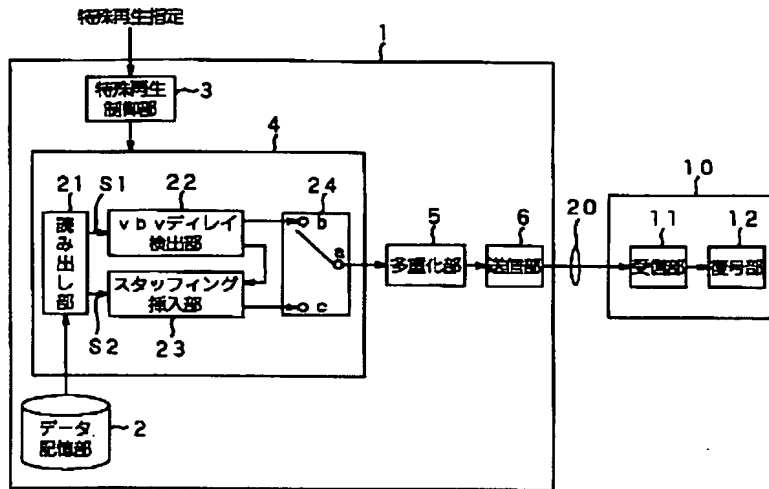 特殊再生指定
1
特殊再生
制御部
3
4
21
S1
22
24
読み出し部
vbvディレイ
検出部
b
a
c
スタッフィング
挿入部
S2
23
データ
記憶部
2
5
多重化部
6
送信部
20
10
11
受信部
12
復号部